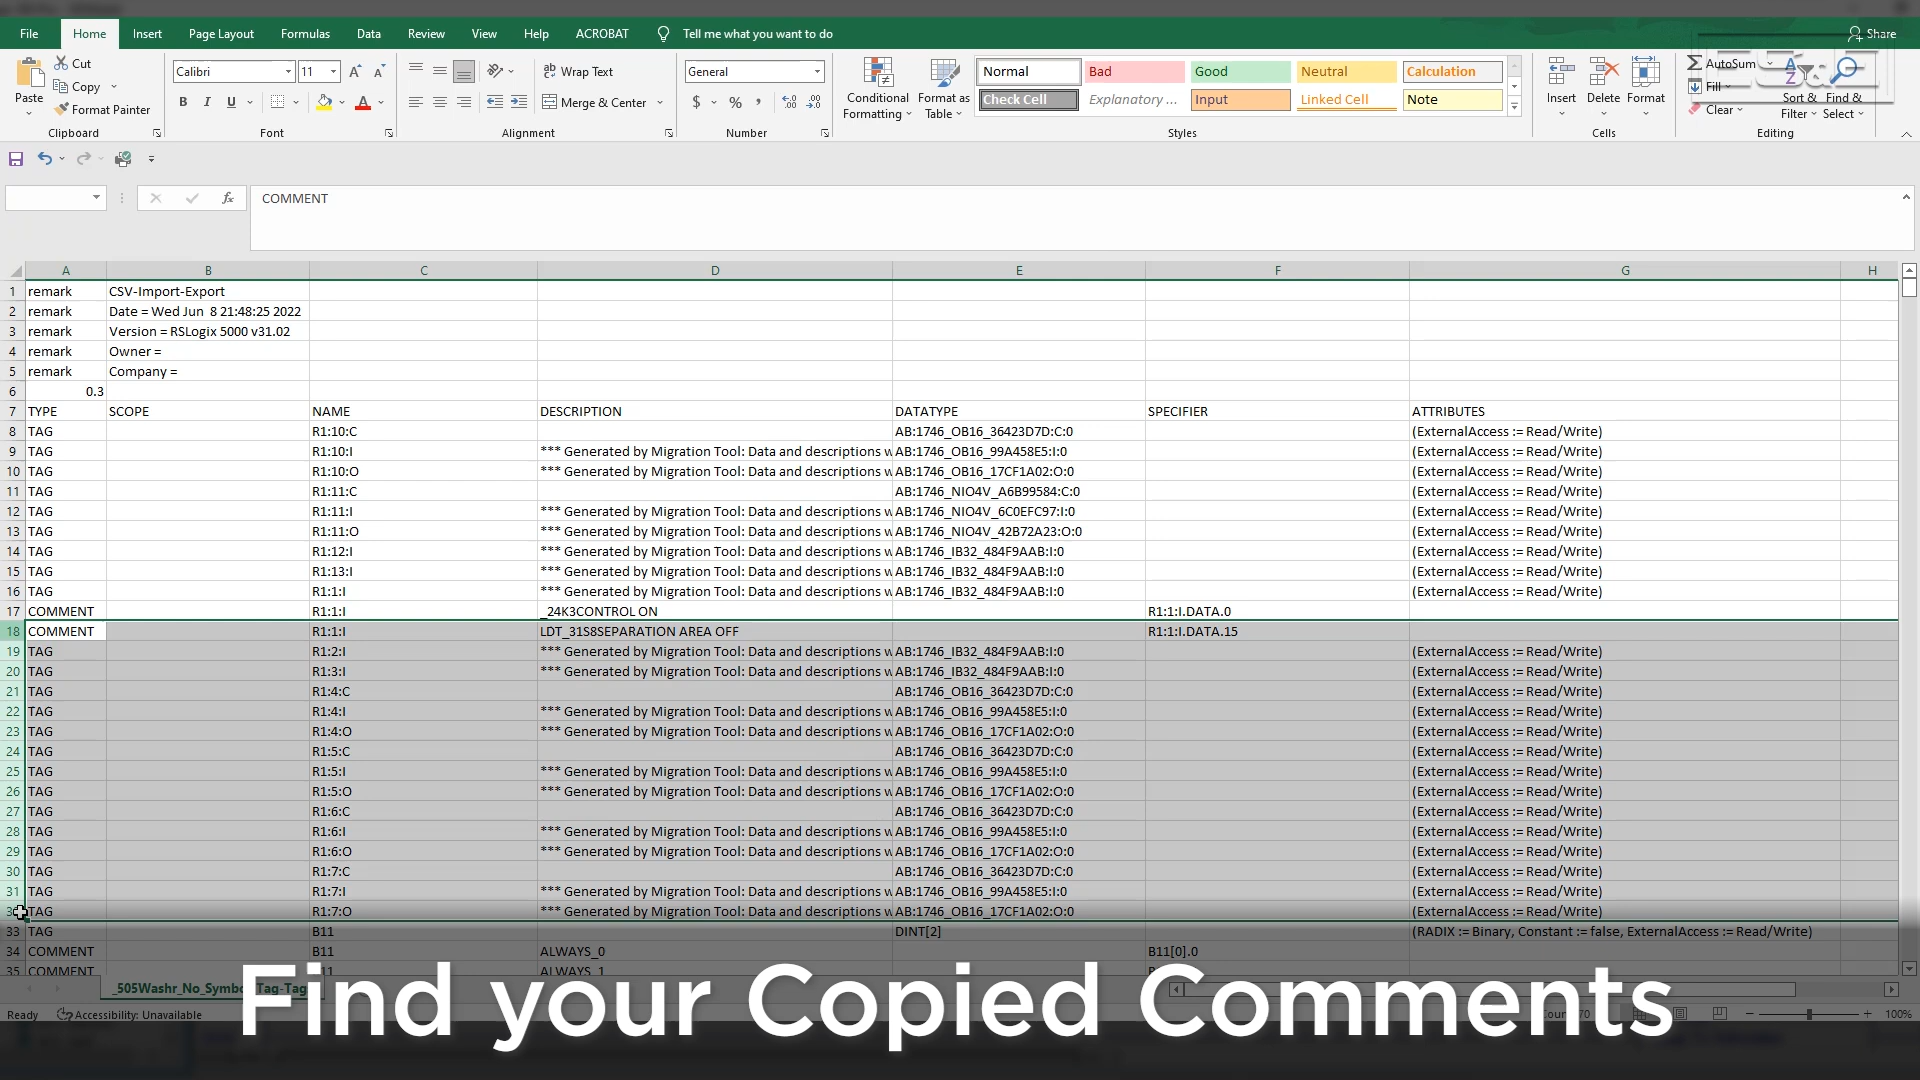 File Home Insert Page Layout Formulas Data Review View Help ACROBAT Tell me what you want to do Share
Paste Cut Copy Format Painter Clipboard
Calibri 11 B I U A Font
Wrap Text Merge & Center Alignment
General $ % , Number
Conditional Formatting Format as Table
Normal Bad Good Neutral Calculation
Check Cell Explanatory ... Input Linked Cell Note
Styles
Insert Delete Format Cells
AutoSum Fill Clear Sort & Filter Find & Select Editing
fx COMMENT
A B C D E F G H
1 remark CSV-Import-Export
2 remark Date = Wed Jun 8 21:48:25 2022
3 remark Version = RSLogix 5000 v31.02
4 remark Owner =
5 remark Company =
6 0.3
7 TYPE SCOPE NAME DESCRIPTION DATATYPE SPECIFIER ATTRIBUTES
8 TAG R1:10:C AB:1746_OB16_36423D7D:C:0 (ExternalAccess := Read/Write)
9 TAG R1:10:I *** Generated by Migration Tool: Data and descriptions w AB:1746_OB16_99A458E5:I:0 (ExternalAccess := Read/Write)
10 TAG R1:10:O *** Generated by Migration Tool: Data and descriptions w AB:1746_OB16_17CF1A02:O:0 (ExternalAccess := Read/Write)
11 TAG R1:11:C AB:1746_NIO4V_A6B99584:C:0 (ExternalAccess := Read/Write)
12 TAG R1:11:I *** Generated by Migration Tool: Data and descriptions w AB:1746_NIO4V_6C0EFC97:I:0 (ExternalAccess := Read/Write)
13 TAG R1:11:O *** Generated by Migration Tool: Data and descriptions w AB:1746_NIO4V_42B72A23:O:0 (ExternalAccess := Read/Write)
14 TAG R1:12:I *** Generated by Migration Tool: Data and descriptions w AB:1746_IB32_484F9AAB:I:0 (ExternalAccess := Read/Write)
15 TAG R1:13:I *** Generated by Migration Tool: Data and descriptions w AB:1746_IB32_484F9AAB:I:0 (ExternalAccess := Read/Write)
16 TAG R1:1:I *** Generated by Migration Tool: Data and descriptions w AB:1746_IB32_484F9AAB:I:0 (ExternalAccess := Read/Write)
17 COMMENT R1:1:I _24K3CONTROL ON R1:1:I.DATA.0
18 COMMENT R1:1:I LDT_31S8SEPARATION AREA OFF R1:1:I.DATA.15
19 TAG R1:2:I *** Generated by Migration Tool: Data and descriptions w AB:1746_IB32_484F9AAB:I:0 (ExternalAccess := Read/Write)
20 TAG R1:3:I *** Generated by Migration Tool: Data and descriptions w AB:1746_IB32_484F9AAB:I:0 (ExternalAccess := Read/Write)
21 TAG R1:4:C AB:1746_OB16_36423D7D:C:0 (ExternalAccess := Read/Write)
22 TAG R1:4:I *** Generated by Migration Tool: Data and descriptions w AB:1746_OB16_99A458E5:I:0 (ExternalAccess := Read/Write)
23 TAG R1:4:O *** Generated by Migration Tool: Data and descriptions w AB:1746_OB16_17CF1A02:O:0 (ExternalAccess := Read/Write)
24 TAG R1:5:C AB:1746_OB16_36423D7D:C:0 (ExternalAccess := Read/Write)
25 TAG R1:5:I *** Generated by Migration Tool: Data and descriptions w AB:1746_OB16_99A458E5:I:0 (ExternalAccess := Read/Write)
26 TAG R1:5:O *** Generated by Migration Tool: Data and descriptions w AB:1746_OB16_17CF1A02:O:0 (ExternalAccess := Read/Write)
27 TAG R1:6:C AB:1746_OB16_36423D7D:C:0 (ExternalAccess := Read/Write)
28 TAG R1:6:I *** Generated by Migration Tool: Data and descriptions w AB:1746_OB16_99A458E5:I:0 (ExternalAccess := Read/Write)
29 TAG R1:6:O *** Generated by Migration Tool: Data and descriptions w AB:1746_OB16_17CF1A02:O:0 (ExternalAccess := Read/Write)
30 TAG R1:7:C AB:1746_OB16_36423D7D:C:0 (ExternalAccess := Read/Write)
31 TAG R1:7:I *** Generated by Migration Tool: Data and descriptions w AB:1746_OB16_99A458E5:I:0 (ExternalAccess := Read/Write)
TAG R1:7:O *** Generated by Migration Tool: Data and descriptions w AB:1746_OB16_17CF1A02:O:0 (ExternalAccess := Read/Write)
33 TAG B11 DINT[2] (RADIX := Binary, Constant := false, ExternalAccess := Read/Write)
34 COMMENT B11 ALWAYS_0 B11[0].0
35 COMMENT ALWAYS_1
_505Washr_No_Symbo Tag-Tag
Find your Copied Comments
Ready Accessibility: Unavailable 100%